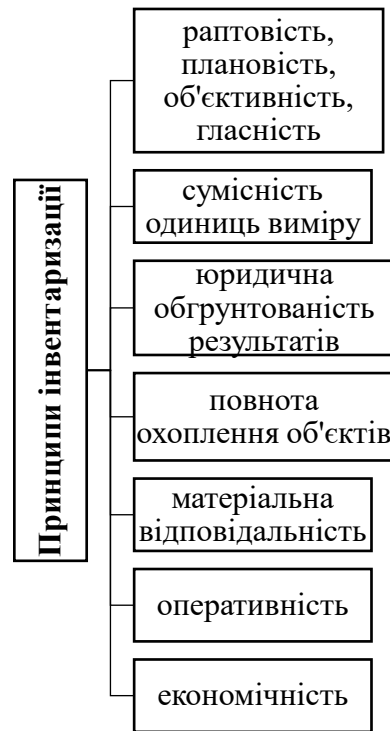 Принципи інвентаризації
раптовість,
плановість,
об'єктивність,
гласність
сумісність
одиниць виміру
юридична
обгрунтованість
результатів
повнота
охоплення об'єктів
матеріальна
відповідальність
оперативність
економічність